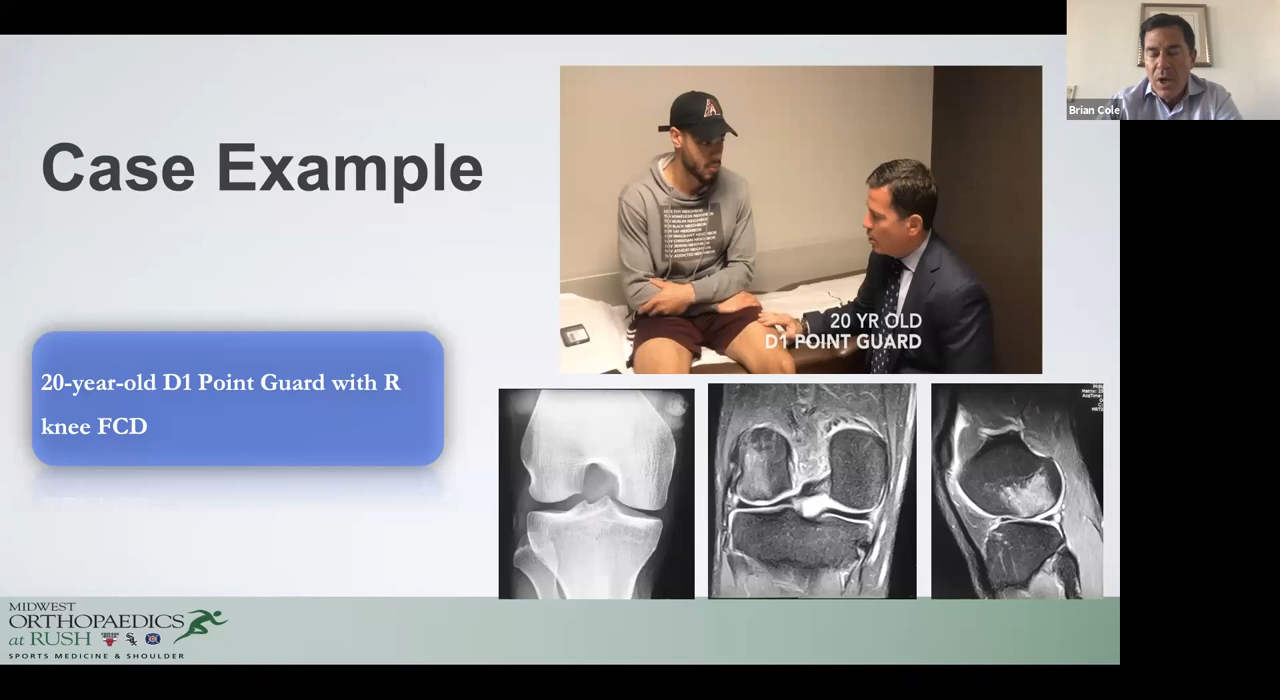 Brian Cole
Case Example
20 YR OLD
D1 POINT GUARD
20-year-old D1 Point Guard with R
knee FCD
MIDWEST
ORTHOPAEDICS
at RUSH
SPORTS MEDICINE & SHOULDER